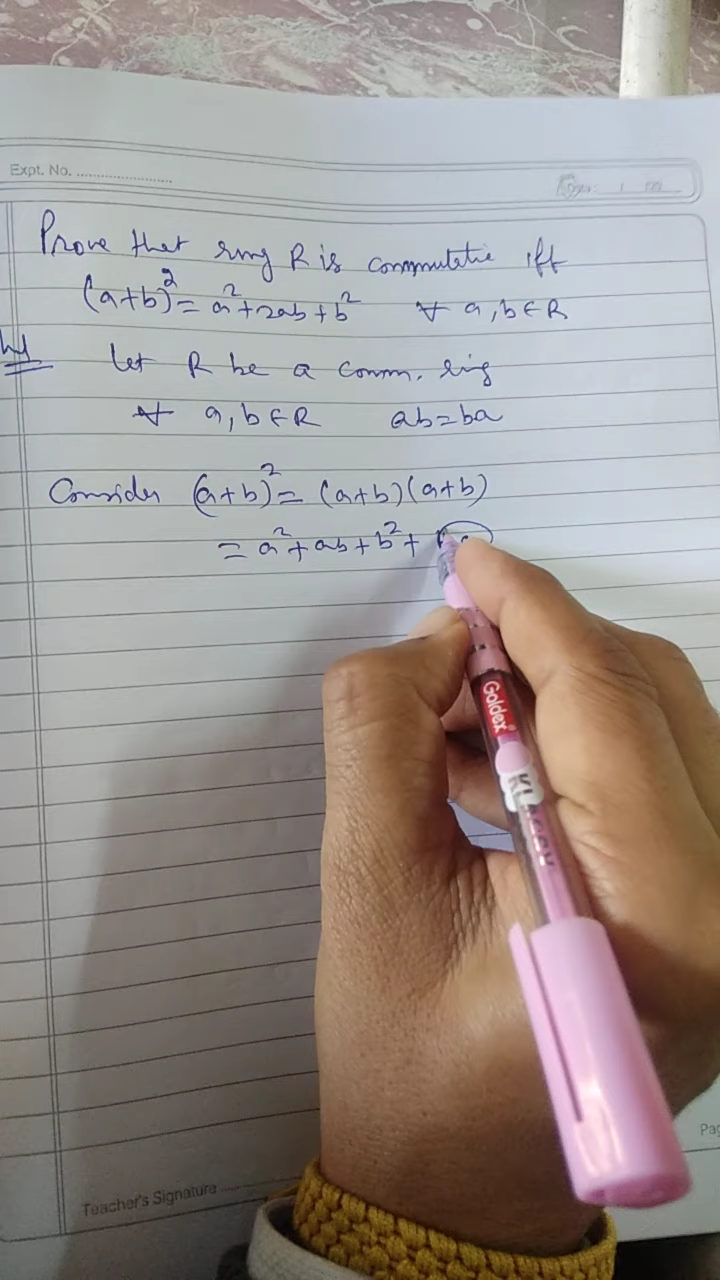 Expt. No.
Prove that ring R is commutative iff
(a+b)² = a²+2ab+b² ∀ a,b∈R
Let R be a comm. ring
∀ a,b∈R ab=ba
Consider (a+b)² = (a+b)(a+b)
= a²+ab+b²+
Goldex
KLASSY
Teacher's Signature